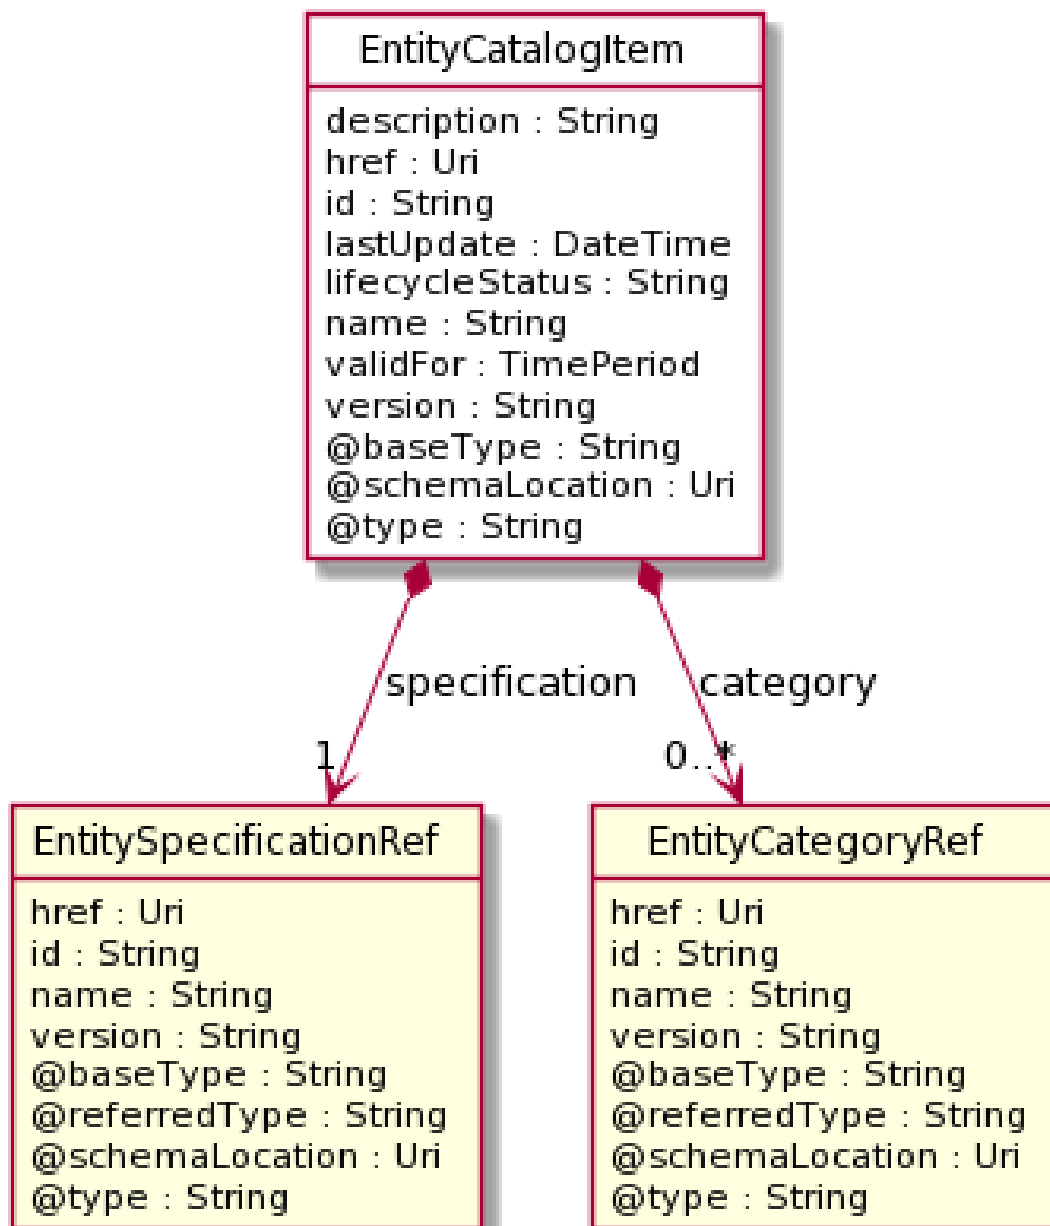 EntityCatalogItem
description : String
href : Uri
id : String
lastUpdate : DateTime
lifecycleStatus : String
name : String
validFor : TimePeriod
version : String
@baseType : String
@schemaLocation : Uri
@type : String
specification
category
1
0..*
EntitySpecificationRef
href : Uri
id : String
name : String
version : String
@baseType : String
@referredType : String
@schemaLocation : Uri
@type : String
EntityCategoryRef
href : Uri
id : String
name : String
version : String
@baseType : String
@referredType : String
@schemaLocation : Uri
@type : String